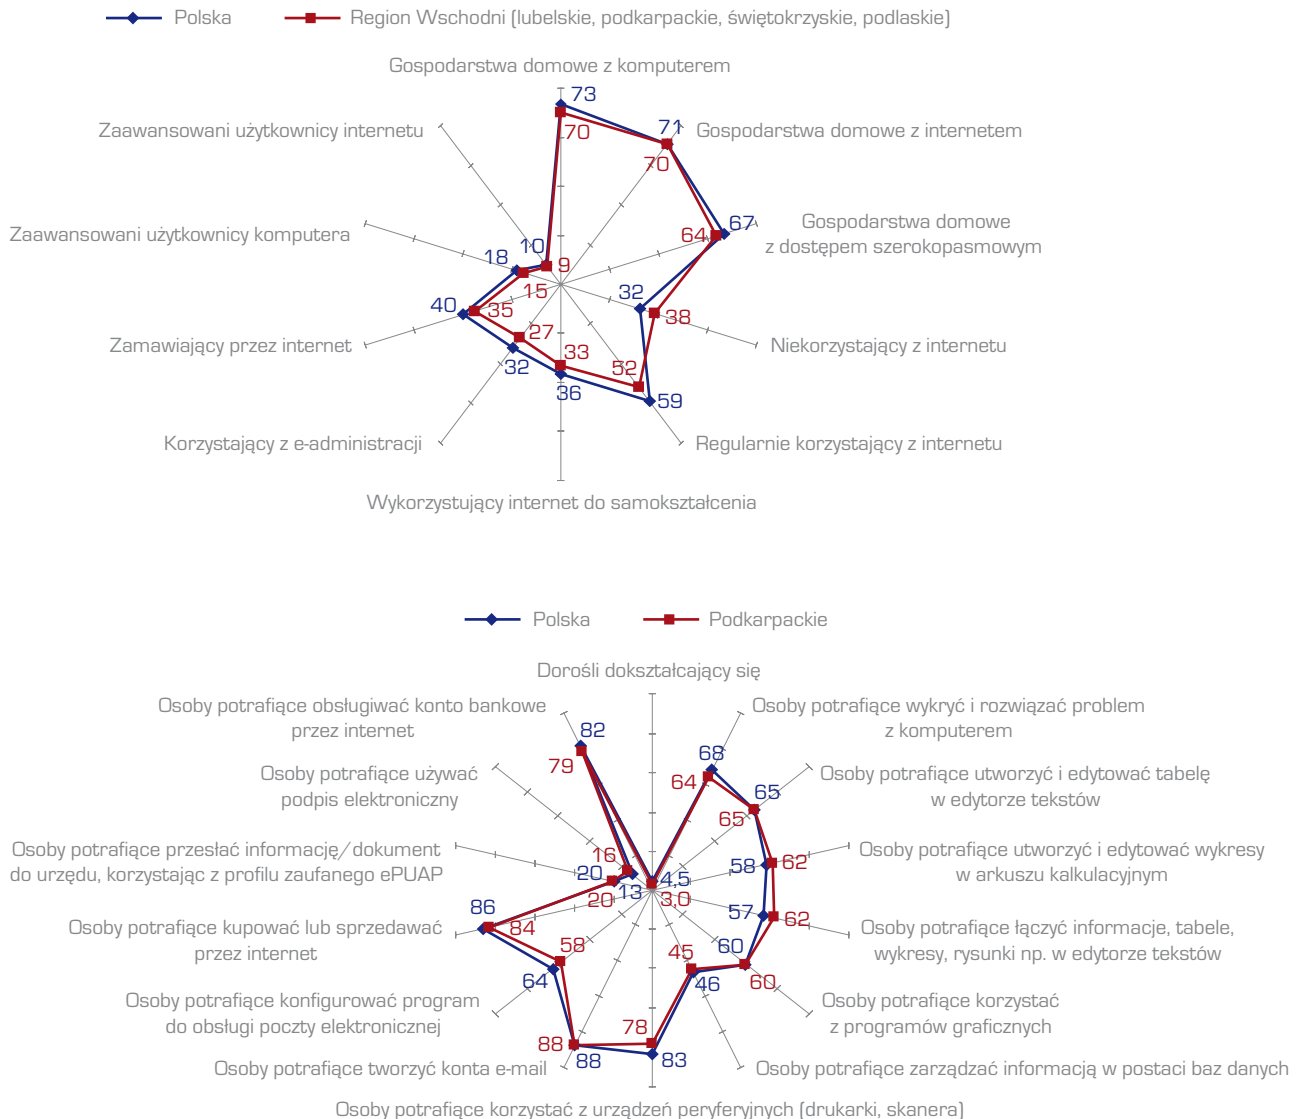 Polska
Region Wschodni (lubelskie, podkarpackie, świętokrzyskie, podlaskie)
Gospodarstwa domowe z komputerem
73
70
Zaawansowani użytkownicy internetu
71
Gospodarstwa domowe z internetem
70
Zaawansowani użytkownicy komputera
67
64
Gospodarstwa domowe
z dostępem szerokopasmowym
10
9
18
15
32
38
40
35
Zamawiający przez internet
Niekorzystający z internetu
27
32
33
36
52
59
Korzystający z e-administracji
Regularnie korzystający z internetu
Wykorzystujący internet do samokształcenia
Polska
Podkarpackie
Dorośli dokształcający się
Osoby potrafiące obsługiwać konto bankowe
przez internet
82
79
Osoby potrafiące wykryć i rozwiązać problem
z komputerem
68
64
Osoby potrafiące używać
podpis elektroniczny
Osoby potrafiące utworzyć i edytować tabelę
w edytorze tekstów
65
65
Osoby potrafiące przesłać informację/dokument
do urzędu, korzystając z profilu zaufanego ePUAP
16
20
13
20
4,5
3,0
58
62
Osoby potrafiące utworzyć i edytować wykresy
w arkuszu kalkulacyjnym
86
84
Osoby potrafiące kupować lub sprzedawać
przez internet
57
62
Osoby potrafiące łączyć informacje, tabele,
wykresy, rysunki np. w edytorze tekstów
58
64
60
60
Osoby potrafiące konfigurować program
do obsługi poczty elektronicznej
Osoby potrafiące korzystać
z programów graficznych
45
46
88
88
78
83
Osoby potrafiące tworzyć konta e-mail
Osoby potrafiące zarządzać informacją w postaci baz danych
Osoby potrafiące korzystać z urządzeń peryferyjnych (drukarki, skanera)